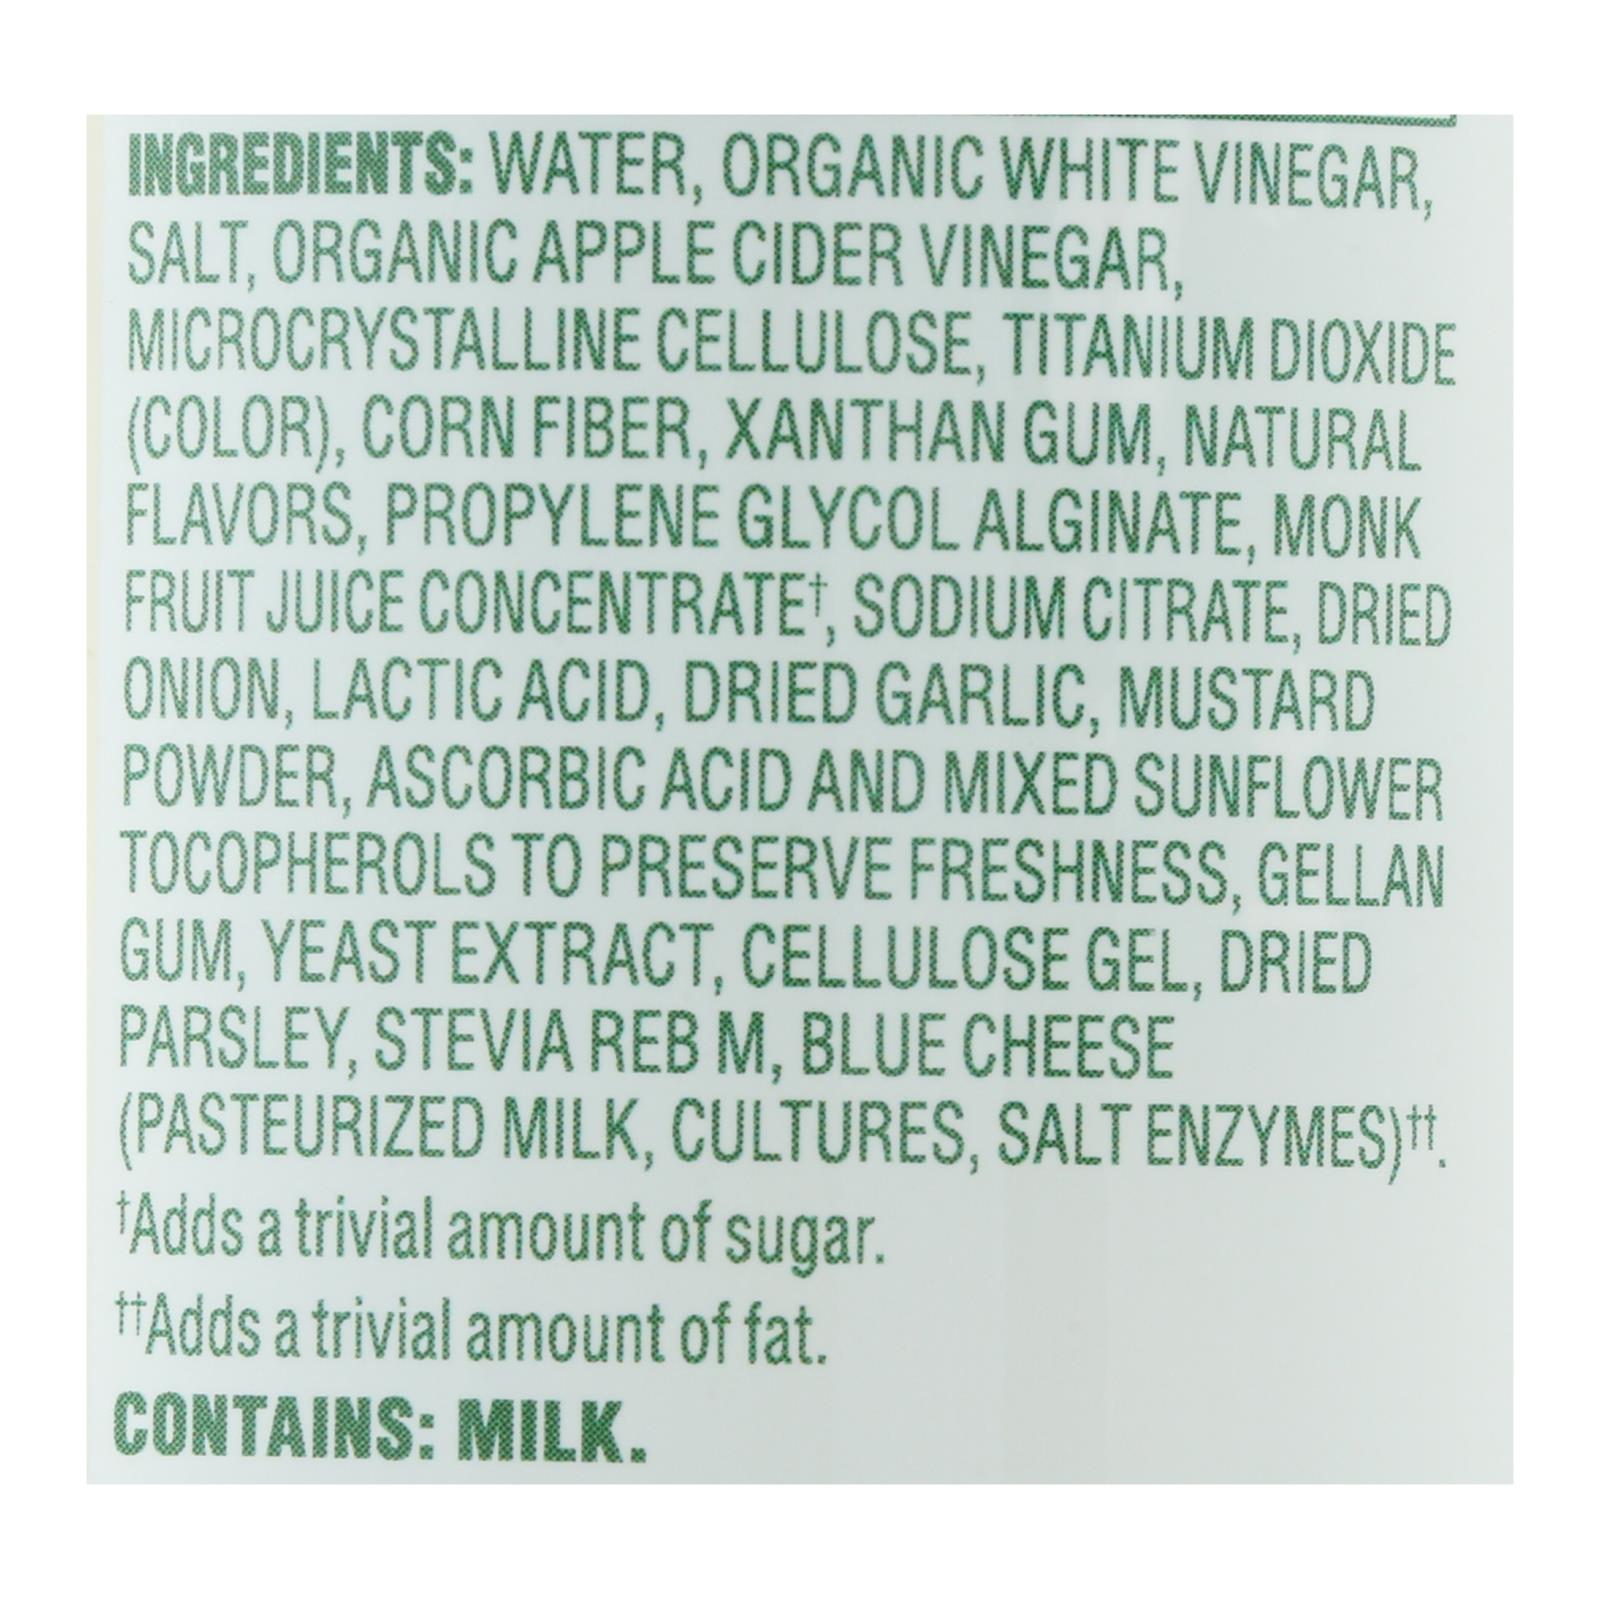 INGREDIENTS: WATER, ORGANIC WHITE VINEGAR,
SALT, ORGANIC APPLE CIDER VINEGAR,
MICROCRYSTALLINE CELLULOSE, TITANIUM DIOXIDE
(COLOR), CORN FIBER, XANTHAN GUM, NATURAL
FLAVORS, PROPYLENE GLYCOL ALGINATE, MONK
FRUIT JUICE CONCENTRATE†, SODIUM CITRATE, DRIED
ONION, LACTIC ACID, DRIED GARLIC, MUSTARD
POWDER, ASCORBIC ACID AND MIXED SUNFLOWER
TOCOPHEROLS TO PRESERVE FRESHNESS, GELLAN
GUM, YEAST EXTRACT, CELLULOSE GEL, DRIED
PARSLEY, STEVIA REB M, BLUE CHEESE
(PASTEURIZED MILK, CULTURES, SALT ENZYMES)††.
†Adds a trivial amount of sugar.
††Adds a trivial amount of fat.
CONTAINS: MILK.